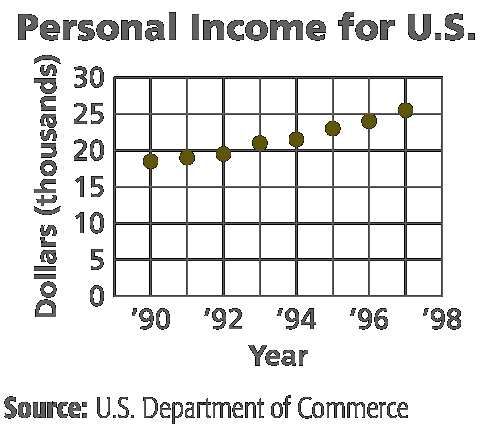 Personal Income for U.S.
Dollars (thousands)
30
25
20
15
10
5
0
'90 '92 '94 '96 '98
Year
Source: U.S. Department of Commerce